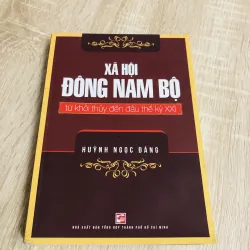 XÃ HỘI
ĐÔNG NAM BỘ
từ khởi thủy đến đầu thế kỷ XXI
HUỲNH NGỌC ĐÁNG
NHÀ XUẤT BẢN TỔNG HỢP THÀNH PHỐ HỒ CHÍ MINH